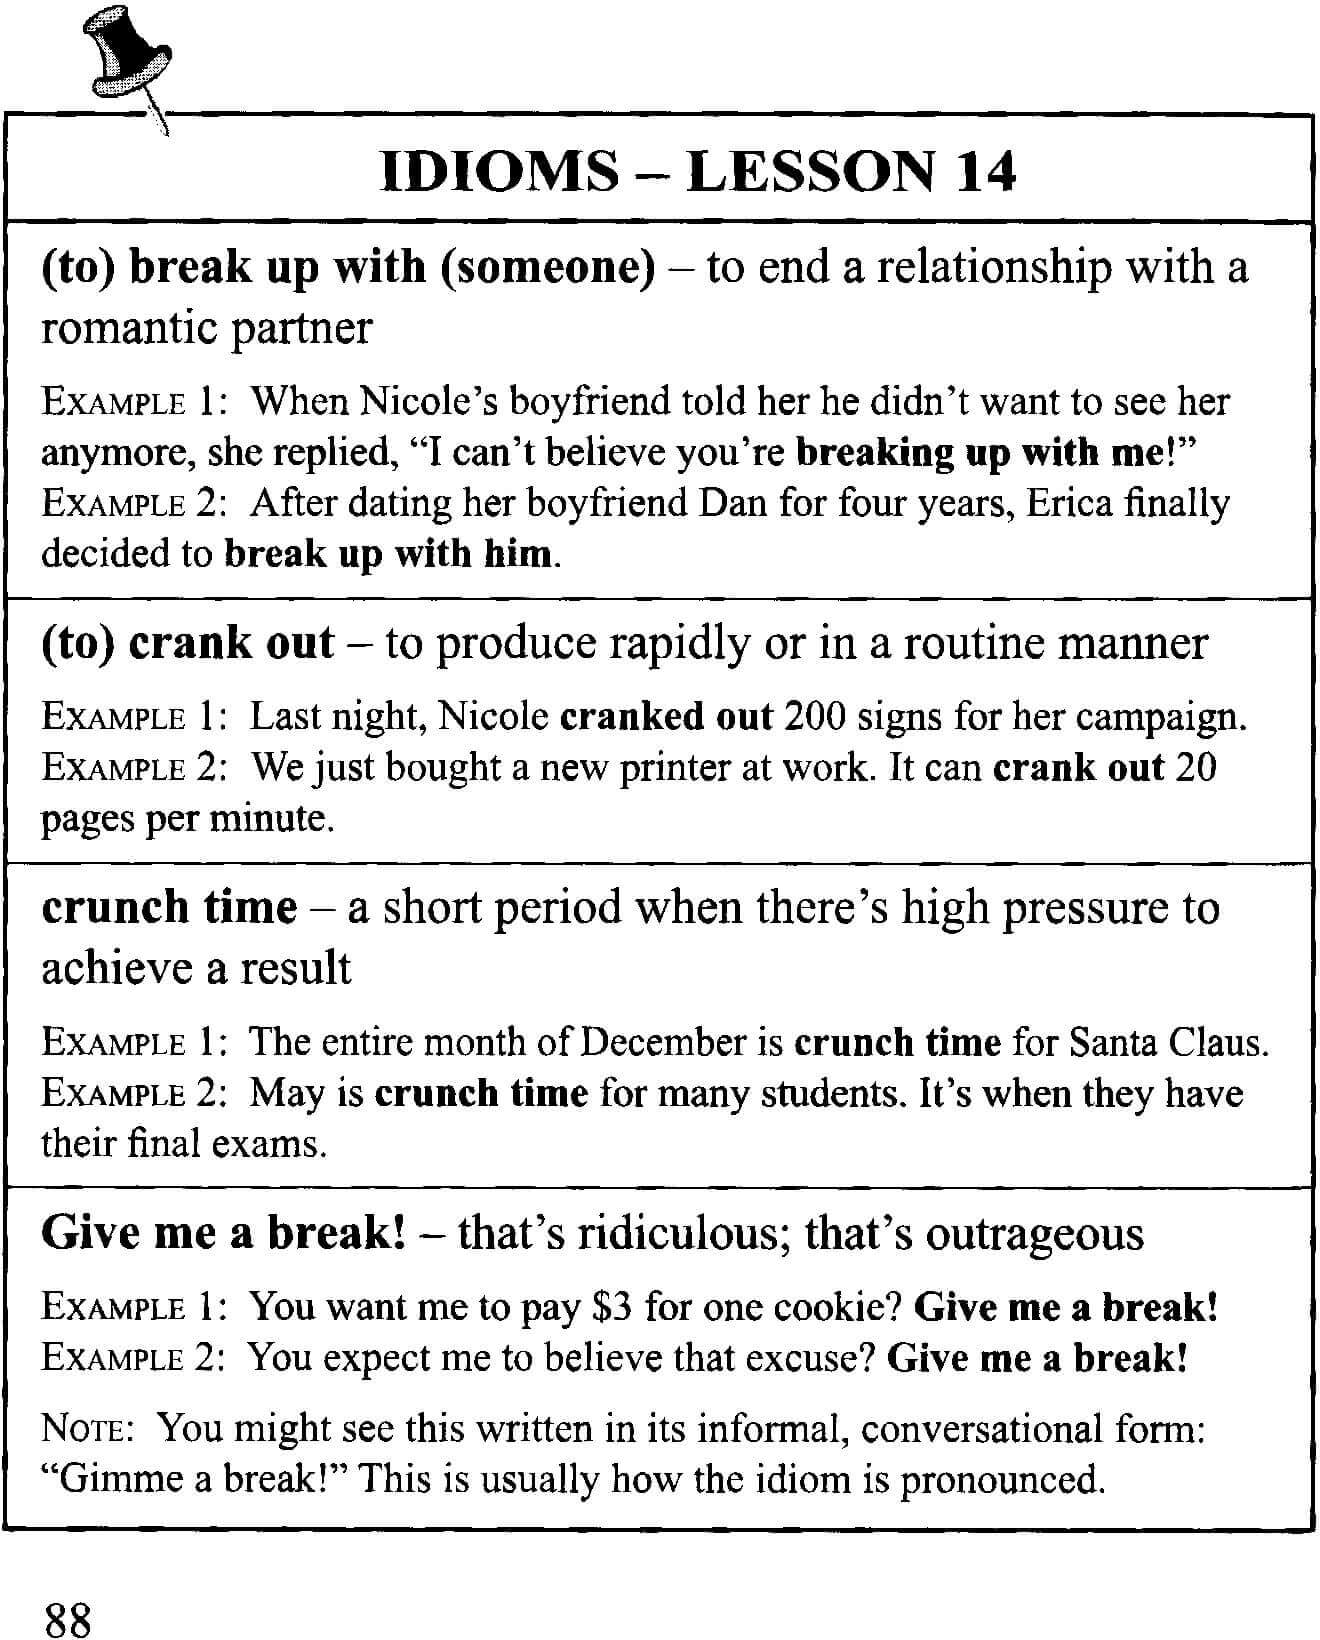 IDIOMS – LESSON 14
(to) break up with (someone) – to end a relationship with a
romantic partner
EXAMPLE 1: When Nicole's boyfriend told her he didn't want to see her
anymore, she replied, "I can't believe you're breaking up with me!"
EXAMPLE 2: After dating her boyfriend Dan for four years, Erica finally
decided to break up with him.
(to) crank out – to produce rapidly or in a routine manner
EXAMPLE 1: Last night, Nicole cranked out 200 signs for her campaign.
EXAMPLE 2: We just bought a new printer at work. It can crank out 20
pages per minute.
crunch time – a short period when there's high pressure to
achieve a result
EXAMPLE 1: The entire month of December is crunch time for Santa Claus.
EXAMPLE 2: May is crunch time for many students. It's when they have
their final exams.
Give me a break! – that's ridiculous; that's outrageous
EXAMPLE 1: You want me to pay $3 for one cookie? Give me a break!
EXAMPLE 2: You expect me to believe that excuse? Give me a break!
NOTE: You might see this written in its informal, conversational form:
"Gimme a break!" This is usually how the idiom is pronounced.
88